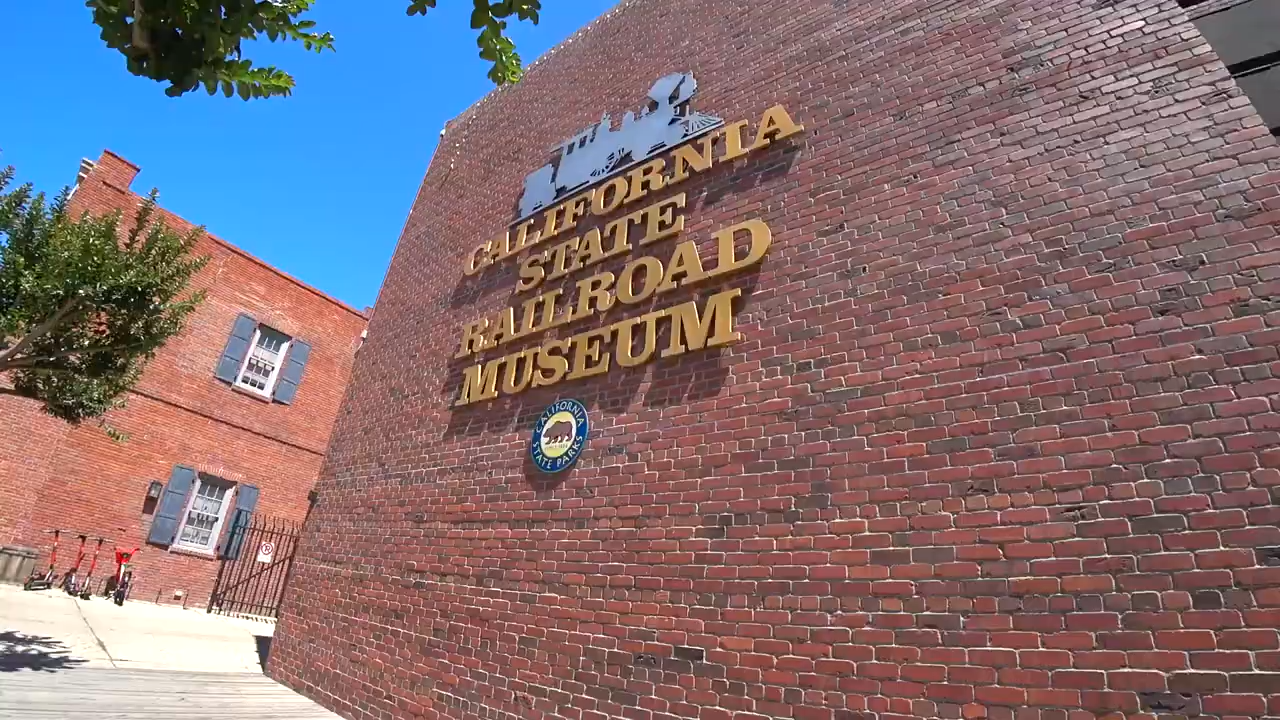 CALIFORNIA
STATE
RAILROAD
MUSEUM
CALIFORNIA
STATE PARKS